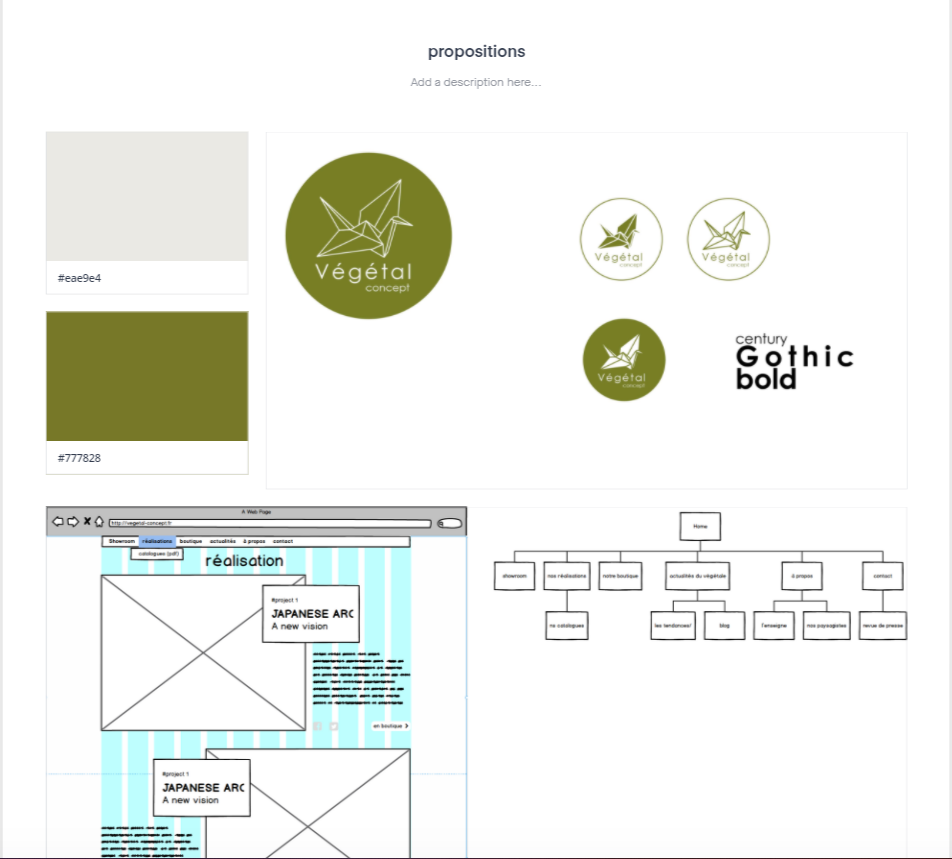 propositions
Add a description here...
#eae9e4
#777828
Végétal
concept
Végétal
concept
Végétal
concept
Végétal
concept
century
Gothic
bold
A Web Page
http://vegetal-concept.fr
Showroom réalisations boutique actualités à propos contact
catalogues (pdf)
réalisation
#project 1
JAPANESE ARC
A new vision
en boutique
#project 1
JAPANESE ARC
A new vision
Home
showroom nos réalisations notre boutique actualités du végétale à propos contact
no catalogues les tendances/ blog l'enseigne nos paysagistes revue de presse